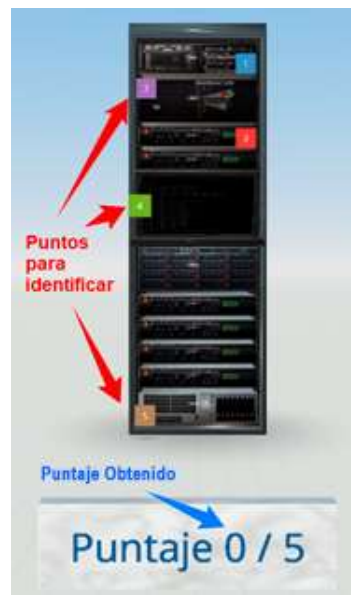 1
3
2
4
Puntos
para
identificar
5
Puntaje Obtenido
Puntaje 0 / 5